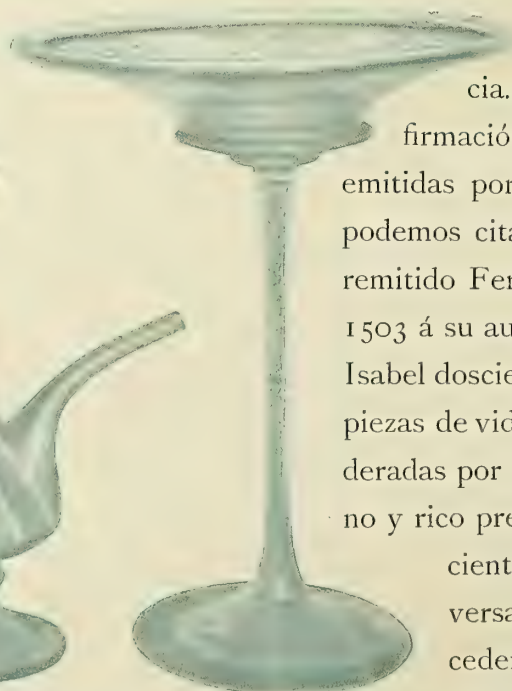 cia.
firmació
emitidas por
podemos cita
remitido Fer
1503 á su au
Isabel doscie
piezas de vid
deradas por
no y rico pre
cient
versa
ceder